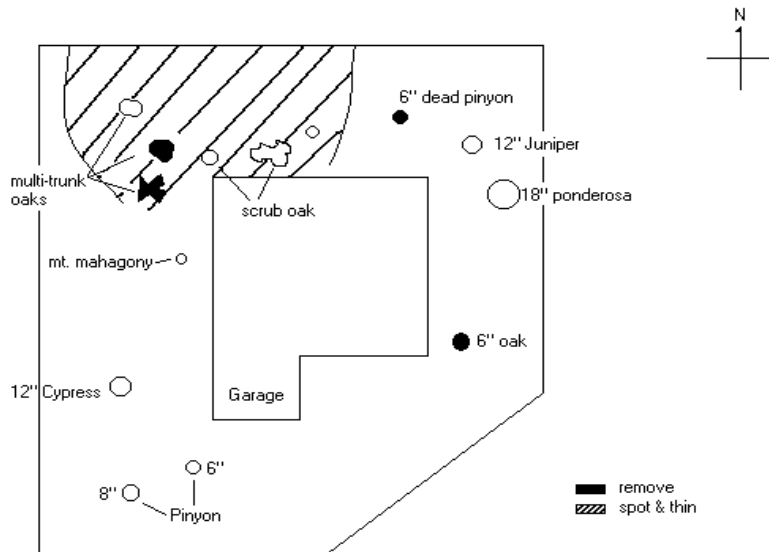 N
6" dead pinyon
12" Juniper
18" ponderosa
multi-trunk
oaks
scrub oak
mt. mahagony
6" oak
12" Cypress
Garage
6"
8"
Pinyon
remove
spot & thin